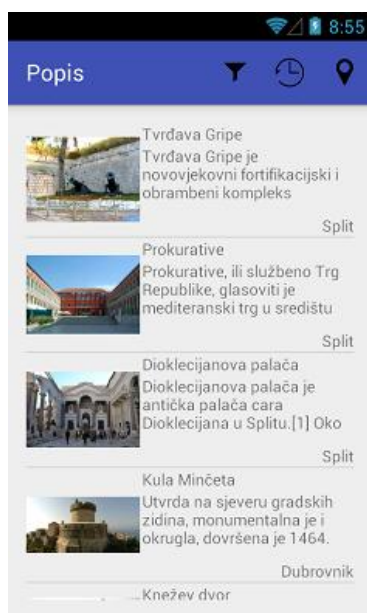 8:55
Popis
Tvrđava Gripe
Tvrđava Gripe je
novovjekovni fortifikacijski i
obrambeni kompleks
Split
Prokurative
Prokurative, ili službeno Trg
Republike, glasoviti je
mediteranski trg u središtu
Split
Dioklecijanova palača
Dioklecijanova palača je
antička palača cara
Dioklecijana u Splitu.[1] Oko
Split
Kula Minčeta
Utvrda na sjeveru gradskih
zidina, monumentalna je i
okrugla, dovršena je 1464.
Dubrovnik
Knežev dvor